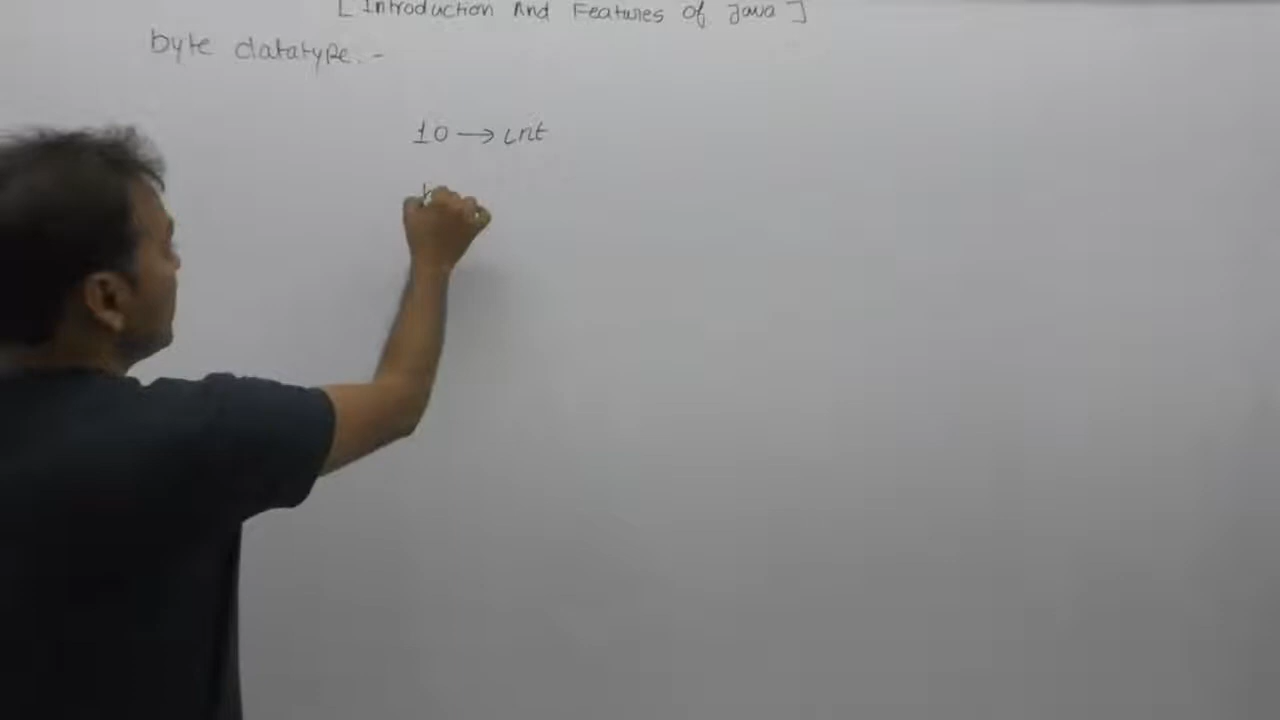 [ Introduction And Features Of Java ]
byte datatype. -
10 → int